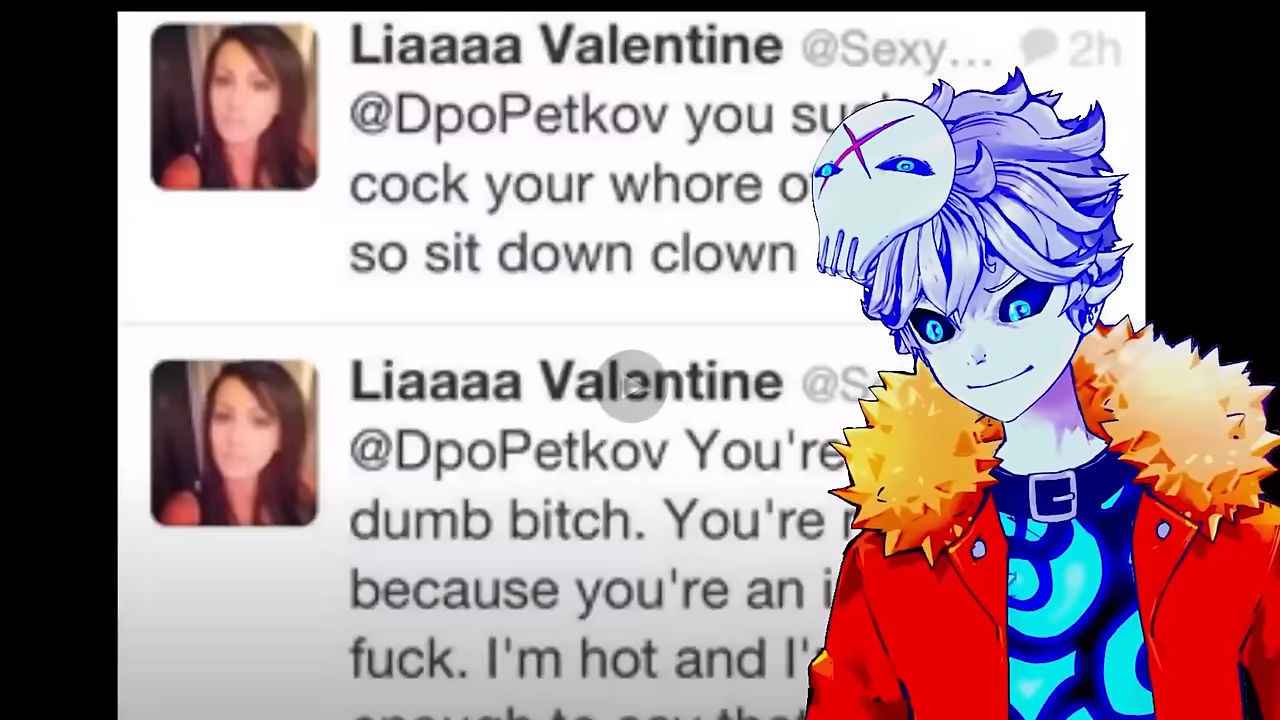 Liaaaa Valentine @Sexy... 2h
@DpoPetkov you
cock your whore
so sit down clown
Liaaaa Valentine
@DpoPetkov You're
dumb bitch. You're
because you're an
fuck. I'm hot and